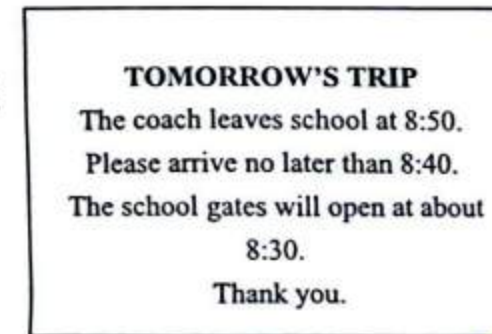 TOMORROW'S TRIP
The coach leaves school at 8:50.
Please arrive no later than 8:40.
The school gates will open at about
8:30.
Thank you.